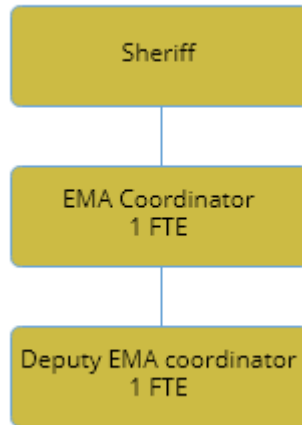 Sheriff
EMA Coordinator
1 FTE
Deputy EMA coordinator
1 FTE